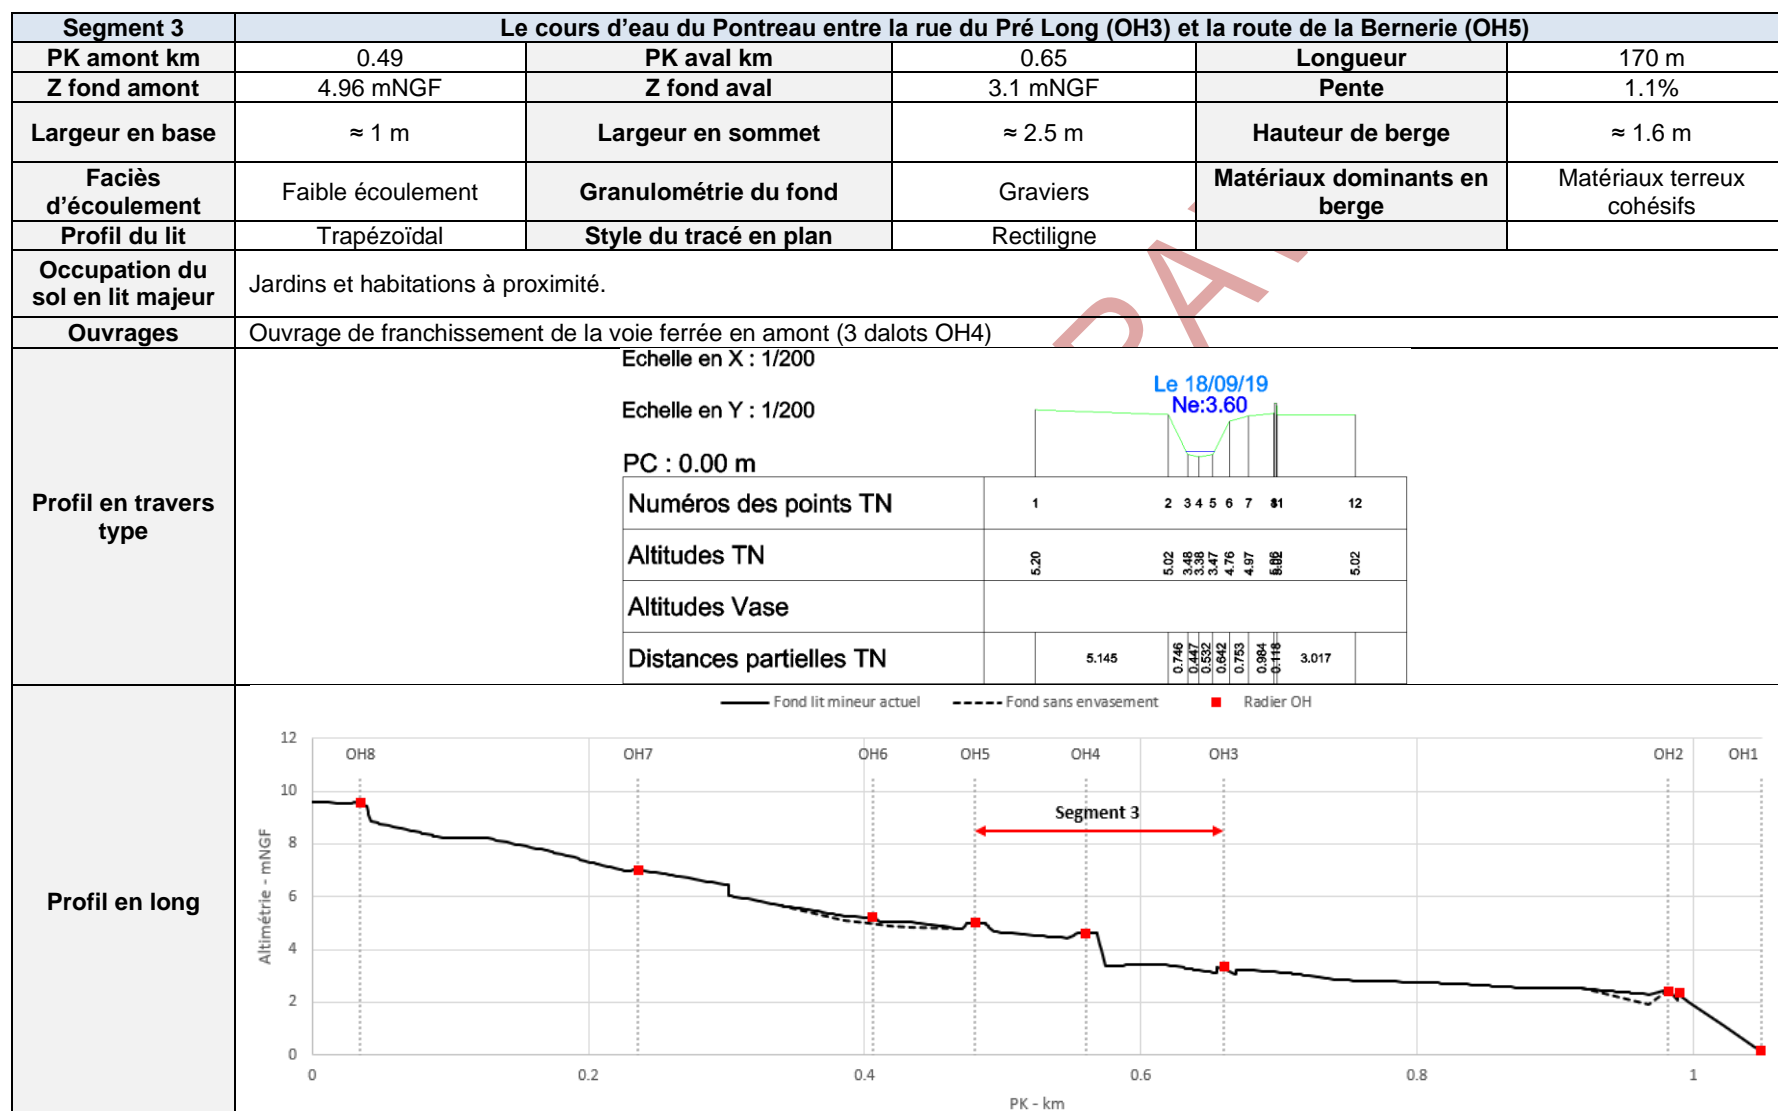 Segment 3 Le cours d’eau du Pontreau entre la rue du Pré Long (OH3) et la route de la Bernerie (OH5)
PK amont km 0.49 PK aval km 0.65 Longueur 170 m
Z fond amont 4.96 mNGF Z fond aval 3.1 mNGF Pente 1.1%
Largeur en base ≈ 1 m Largeur en sommet ≈ 2.5 m Hauteur de berge ≈ 1.6 m
Faciès
d’écoulement Faible écoulement Granulométrie du fond Graviers Matériaux dominants en
berge Matériaux terreux
cohésifs
Profil du lit Trapézoïdal Style du tracé en plan Rectiligne
Occupation du
sol en lit majeur Jardins et habitations à proximité.
Ouvrages Ouvrage de franchissement de la voie ferrée en amont (3 dalots OH4)
Profil en travers
type
Echelle en X : 1/200
Le 18/09/19
Echelle en Y : 1/200 Ne:3.60
PC : 0.00 m
Numéros des points TN 1 2 3 4 5 6 7 12
Altitudes TN 5.20 5.02 3.48 3.38 3.47 4.76 4.97 5.02
Altitudes Vase
Distances partielles TN 5.145 0.746 0.447 0.532 0.642 0.753 0.984 0.118 3.017
Profil en long
Fond lit mineur actuel Fond sans envasement Radier OH
12
10
8
6
4
2
0
OH8 OH7 OH6 OH5 OH4 OH3 OH2 OH1
Segment 3
Altimétrie - mNGF
0 0.2 0.4 0.6 0.8 1
PK - km